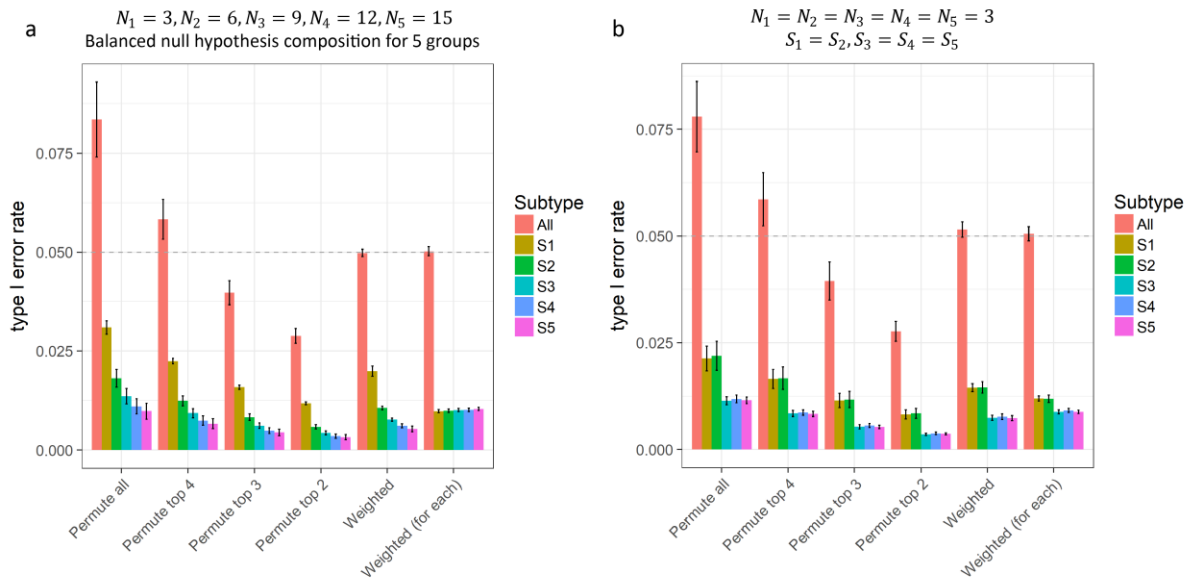 a
N₁ = 3, N₂ = 6, N₃ = 9, N₄ = 12, N₅ = 15
Balanced null hypothesis composition for 5 groups
type I error rate
0.075
0.050
0.025
0.000
Permute all
Permute top 4
Permute top 3
Permute top 2
Weighted
Weighted (for each)
Subtype
All
S1
S2
S3
S4
S5
b
N₁ = N₂ = N₃ = N₄ = N₅ = 3
S₁ = S₂, S₃ = S₄ = S₅
type I error rate
0.075
0.050
0.025
0.000
Permute all
Permute top 4
Permute top 3
Permute top 2
Weighted
Weighted (for each)
Subtype
All
S1
S2
S3
S4
S5